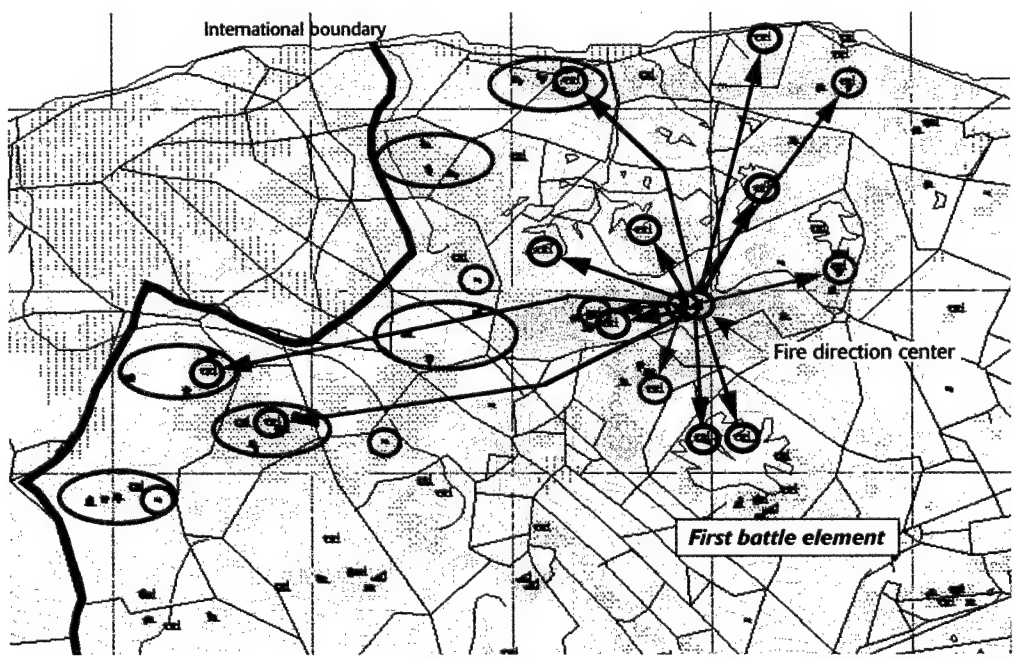 International boundary
Fire direction center
First battle element